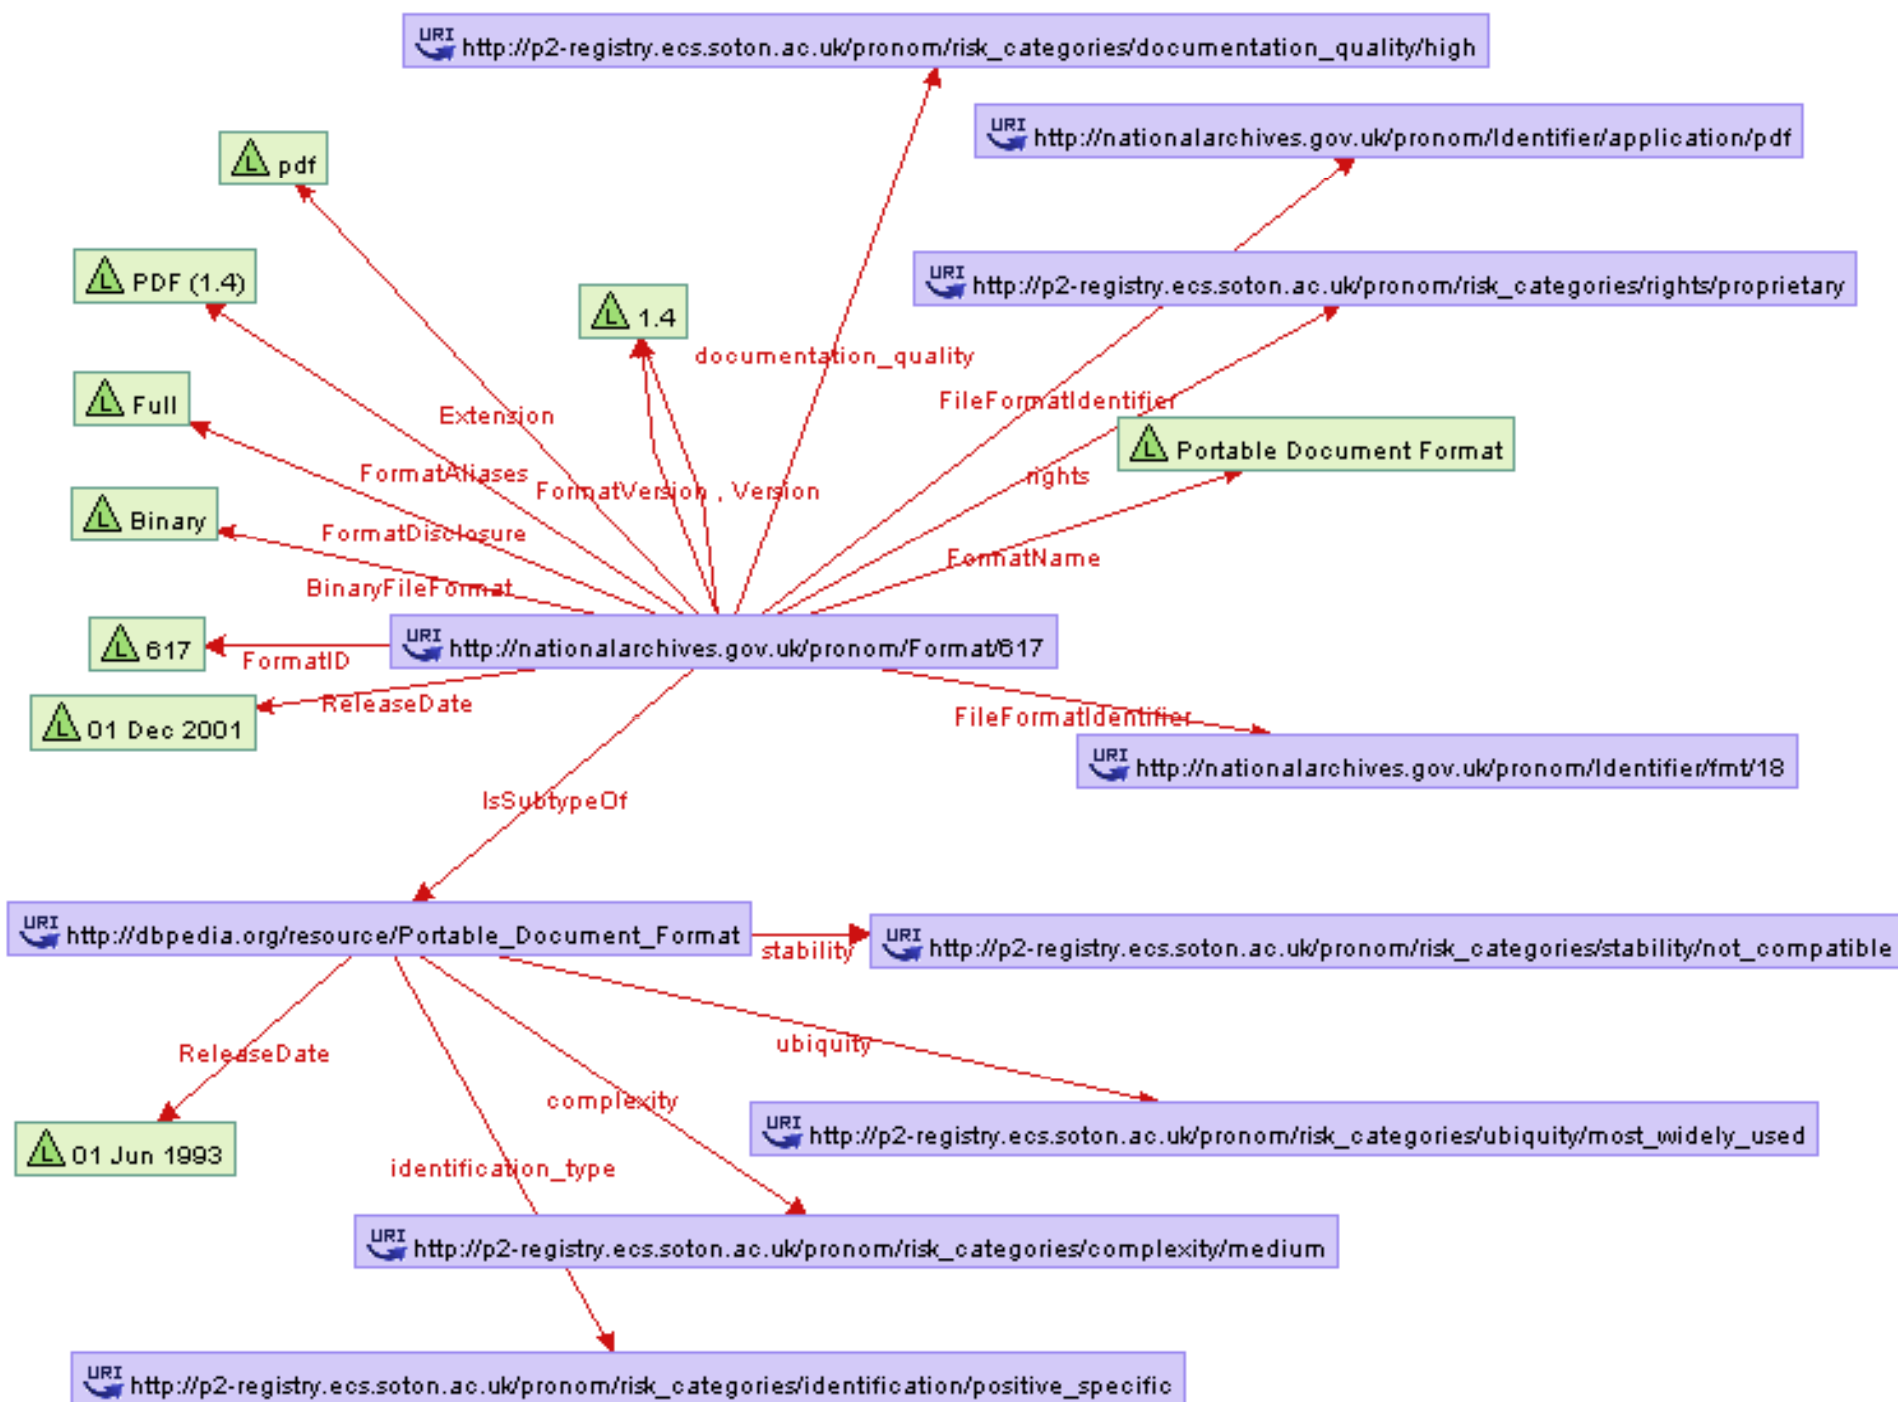 URI http://p2-registry.ecs.soton.ac.uk/pronom/risk_categories/documentation_quality/high
URI http://nationalarchives.gov.uk/pronom/Identifier/application/pdf
L pdf
L PDF (1.4)
URI http://p2-registry.ecs.soton.ac.uk/pronom/risk_categories/rights/proprietary
L 1.4
documentation_quality
L Full
Extension
FileFormatIdentifier
L Portable Document Format
FormatAliases
rights
FormatVersion , Version
L Binary
FormatDisclosure
FormatName
BinaryFileFormat
L 617
FormatID
URI http://nationalarchives.gov.uk/pronom/Format/617
ReleaseDate
L 01 Dec 2001
FileFormatIdentifier
URI http://nationalarchives.gov.uk/pronom/Identifier/fmt/18
IsSubtypeOf
URI http://dbpedia.org/resource/Portable_Document_Format
stability
URI http://p2-registry.ecs.soton.ac.uk/pronom/risk_categories/stability/not_compatible
ReleaseDate
ubiquity
complexity
URI http://p2-registry.ecs.soton.ac.uk/pronom/risk_categories/ubiquity/most_widely_used
L 01 Jun 1993
identification_type
URI http://p2-registry.ecs.soton.ac.uk/pronom/risk_categories/complexity/medium
URI http://p2-registry.ecs.soton.ac.uk/pronom/risk_categories/identification/positive_specific